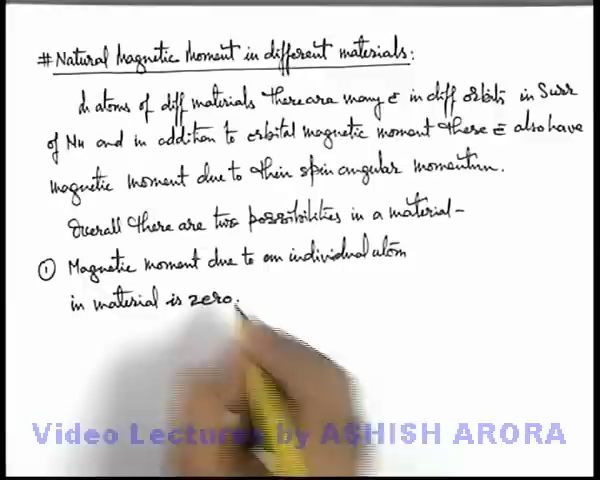 # Natural Magnetic Moment in different materials:
In atoms of diff materials there are many e in diff orbits in Surr
of Nu and in addition to orbital magnetic moment these e also have
magnetic moment due to their spin angular momentum.
Overall there are two possibilities in a material-
① Magnetic moment due to an individual atom
in material is zero.
Video Lectures by ASHISH ARORA